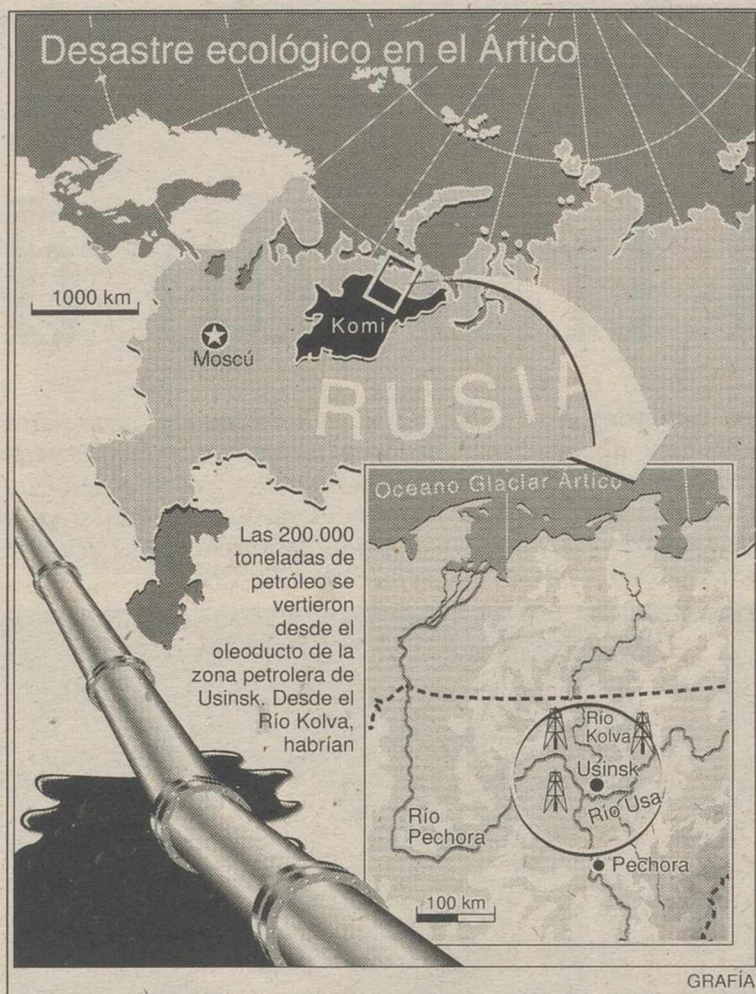 Desastre ecológico en el Ártico
1000 km
Komi
Moscú
RUSIA
Oceano Glaciar Ártico
Las 200.000
toneladas de
petróleo se
vertieron
desde el
oleoducto de la
zona petrolera de
Usinsk. Desde el
Río Kolva,
habrían
Río
Kolva
Usinsk
Río Usa
Río
Pechora
Pechora
100 km
GRAFÍA